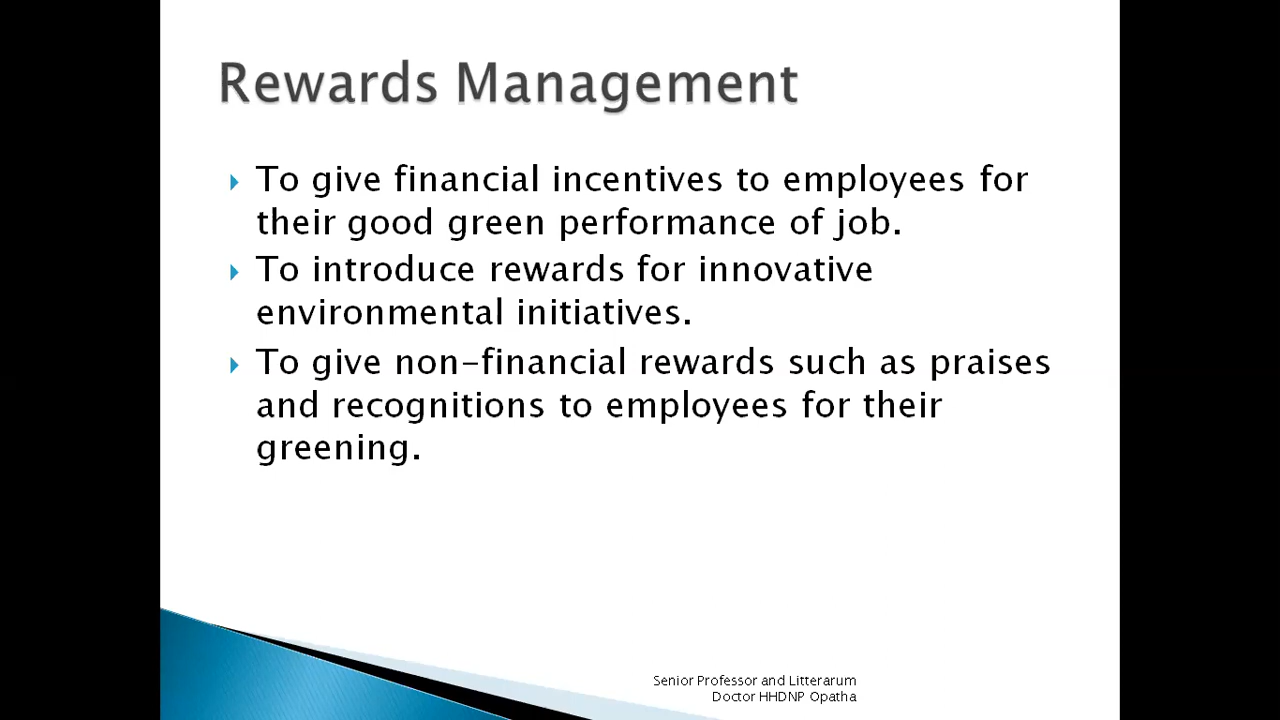 Rewards Management
To give financial incentives to employees for
their good green performance of job.
To introduce rewards for innovative
environmental initiatives.
To give non-financial rewards such as praises
and recognitions to employees for their
greening.
Senior Professor and Litterarum
Doctor HHDNP Opatha